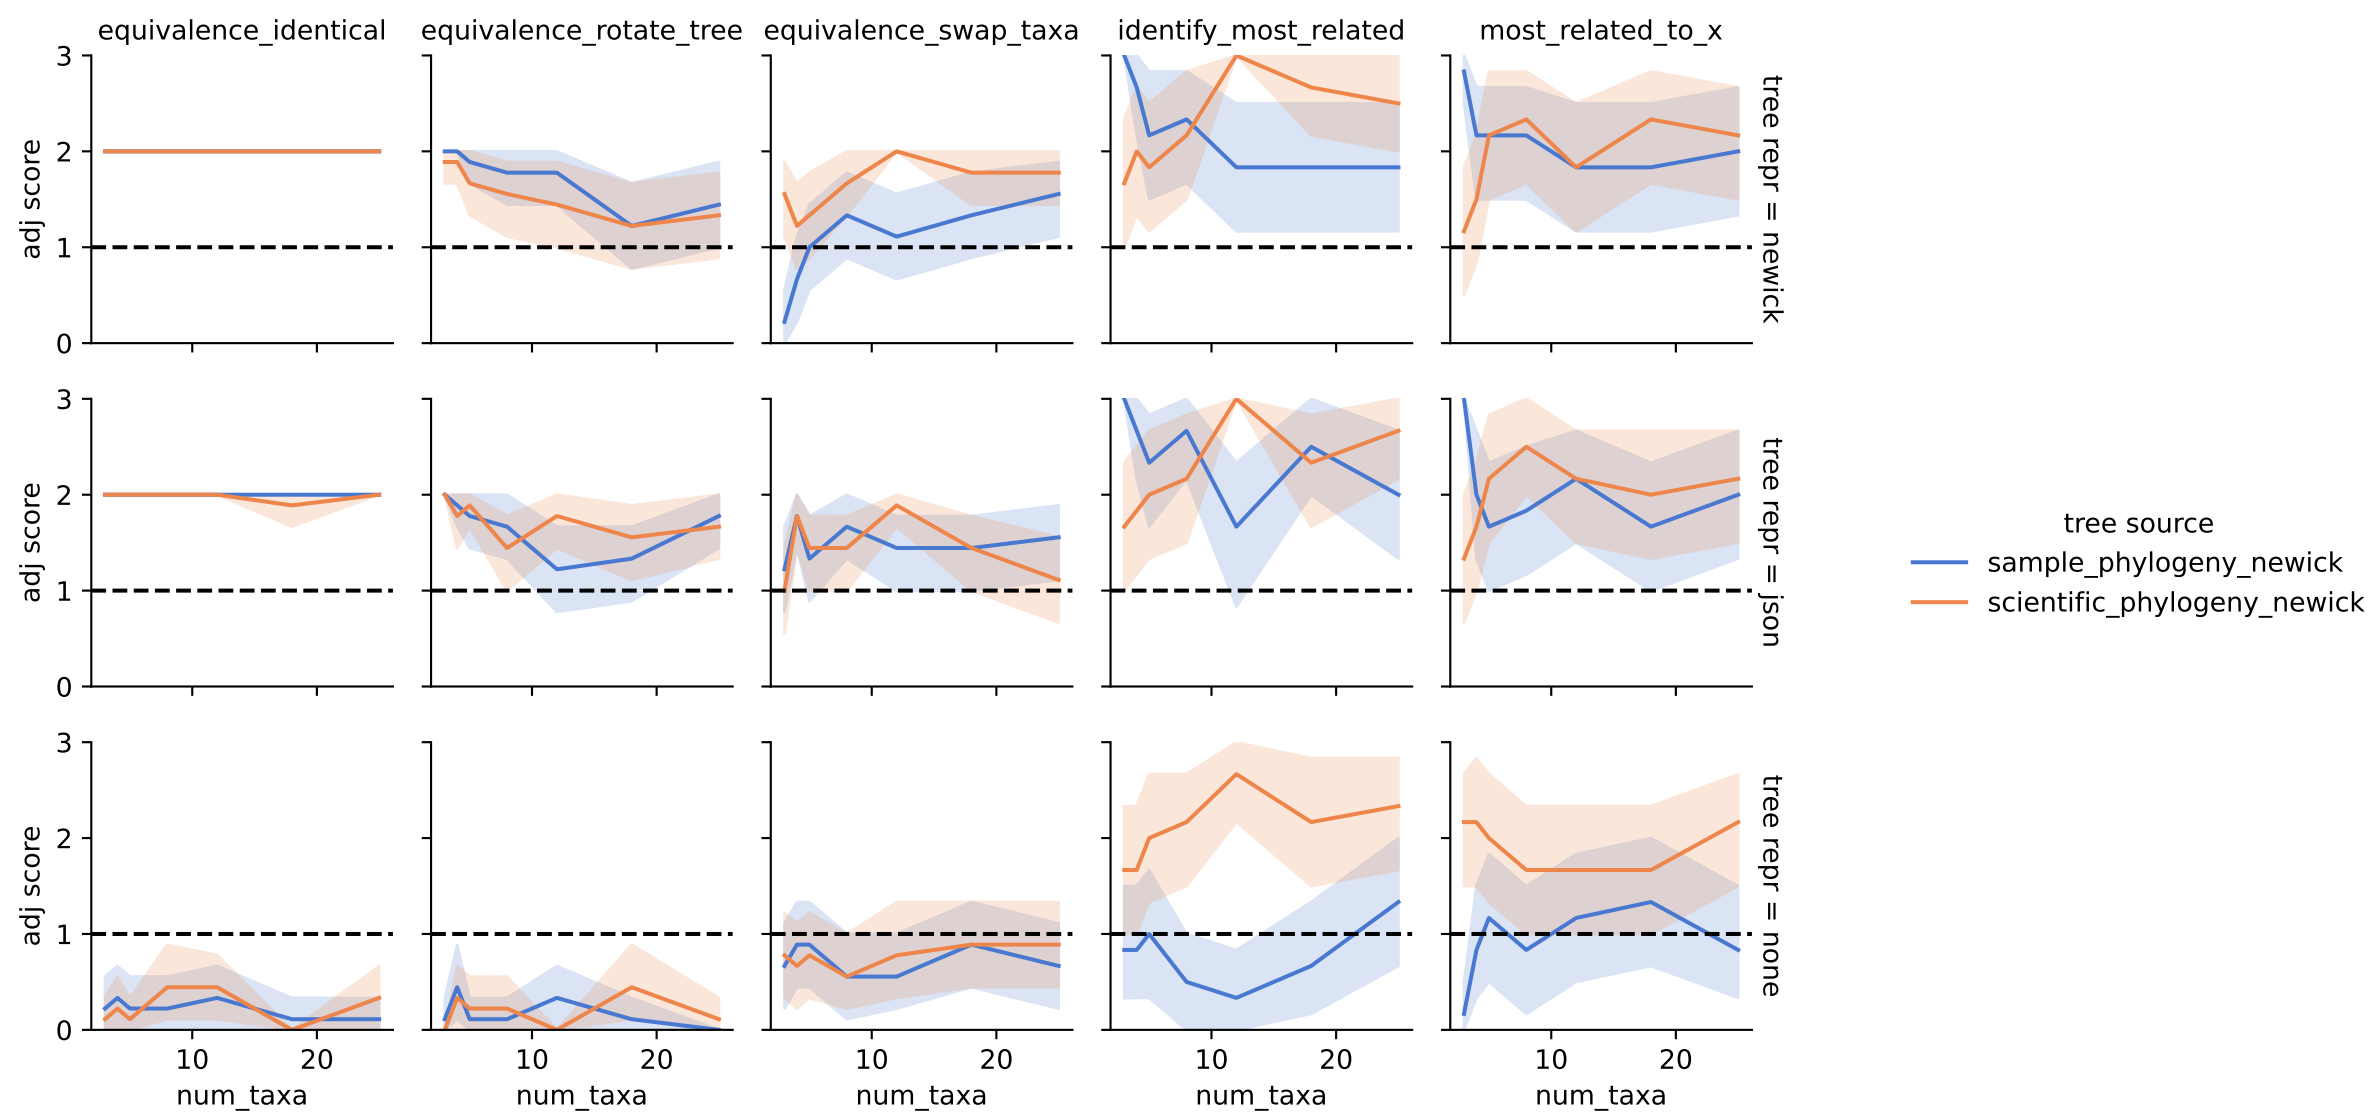 equivalence_identical
equivalence_rotate_tree
equivalence_swap_taxa
identify_most_related
most_related_to_x
3
2
1
0
adj score
tree repr = newick
3
2
1
0
adj score
tree repr = json
3
2
1
0
adj score
tree repr = none
10 20
10 20
10 20
10 20
10 20
num_taxa
num_taxa
num_taxa
num_taxa
num_taxa
tree source
sample_phylogeny_newick
scientific_phylogeny_newick